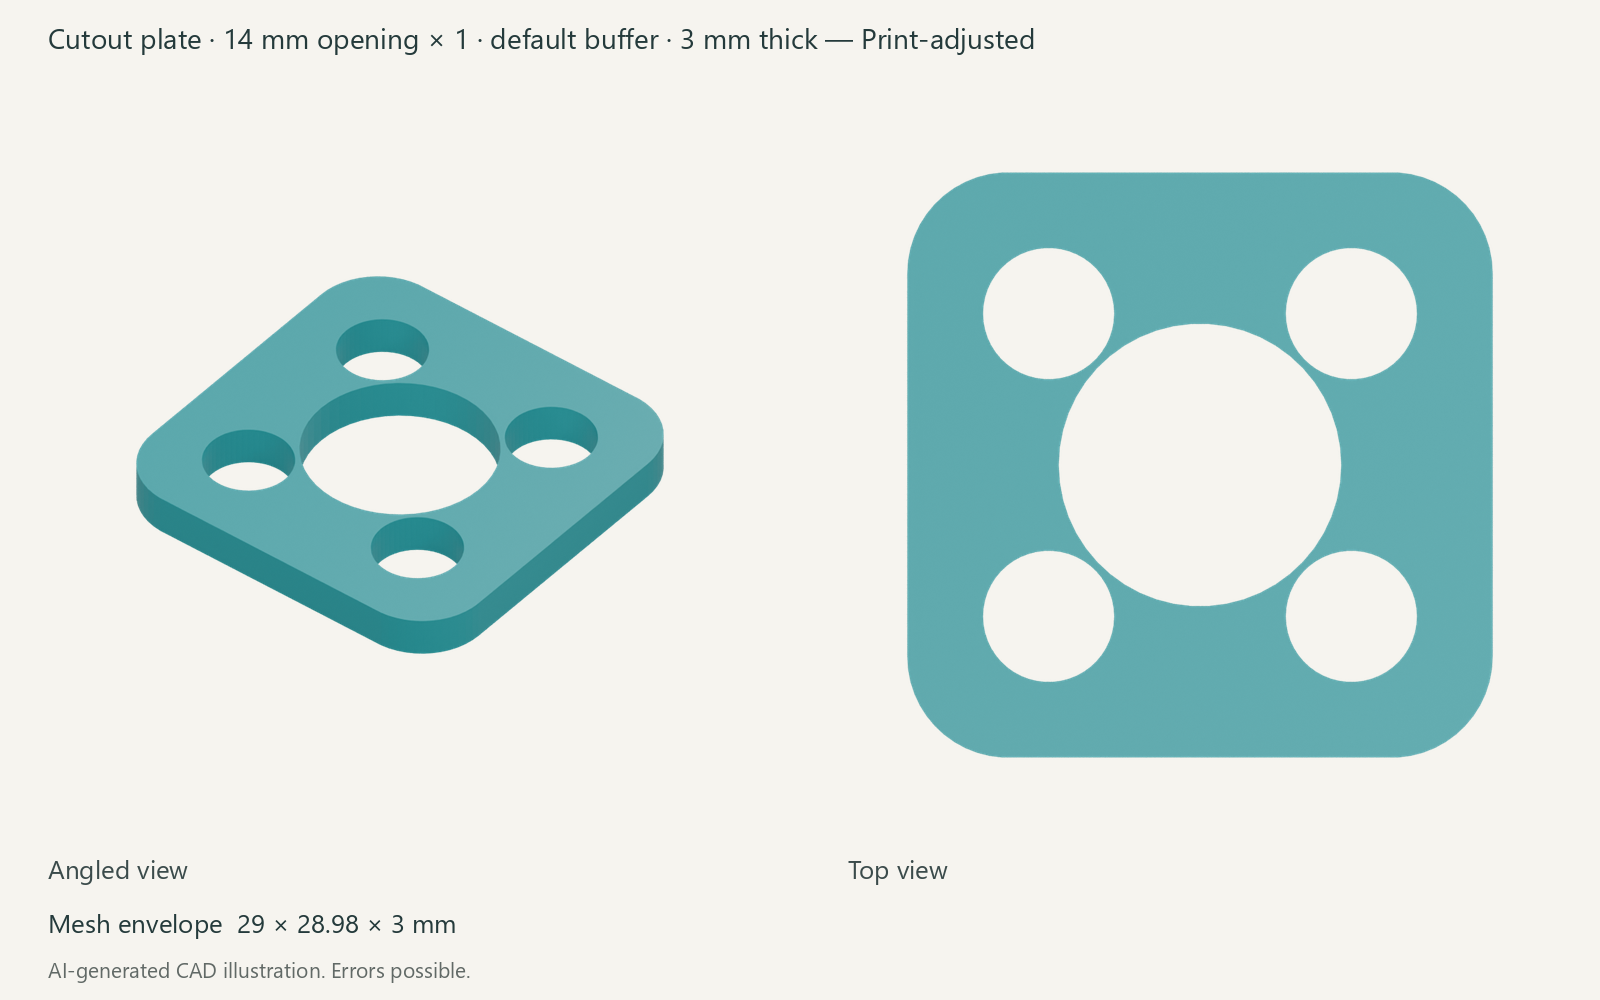 Cutout plate · 14 mm opening × 1 · default buffer · 3 mm thick — Print-adjusted
Angled view
Top view
Mesh envelope 29 × 28.98 × 3 mm
AI-generated CAD illustration. Errors possible.